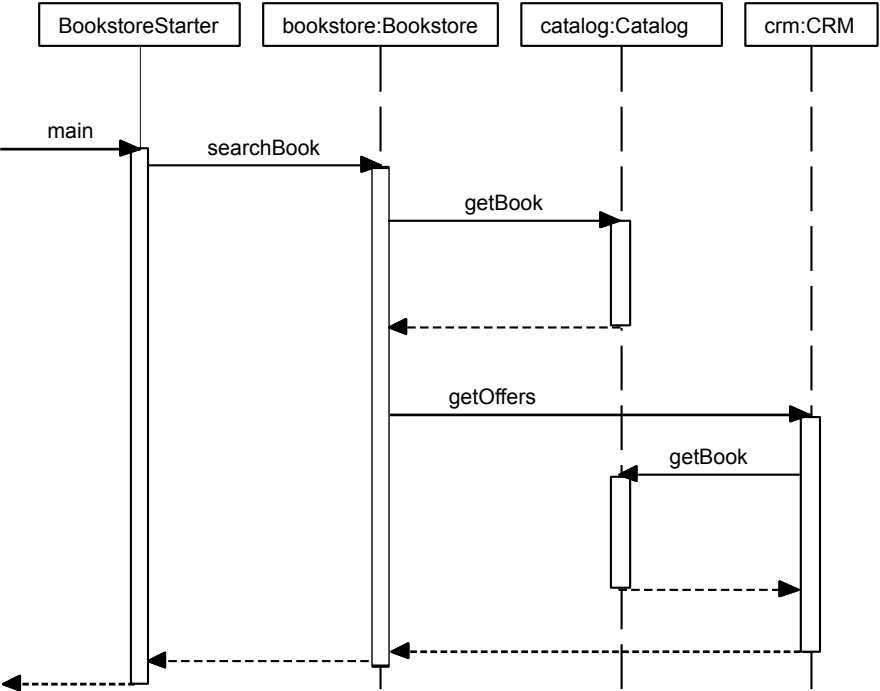 BookstoreStarter
bookstore:Bookstore
catalog:Catalog
crm:CRM
main
searchBook
getBook
getOffers
getBook